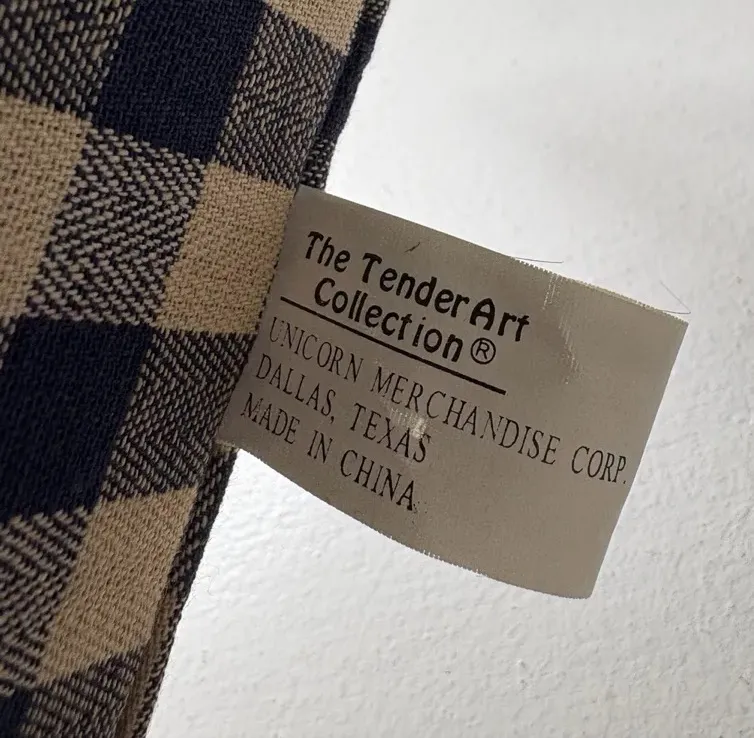 The TenderArt
Collection®
UNICORN MERCHANDISE CORP.
DALLAS, TEXAS
MADE IN CHINA